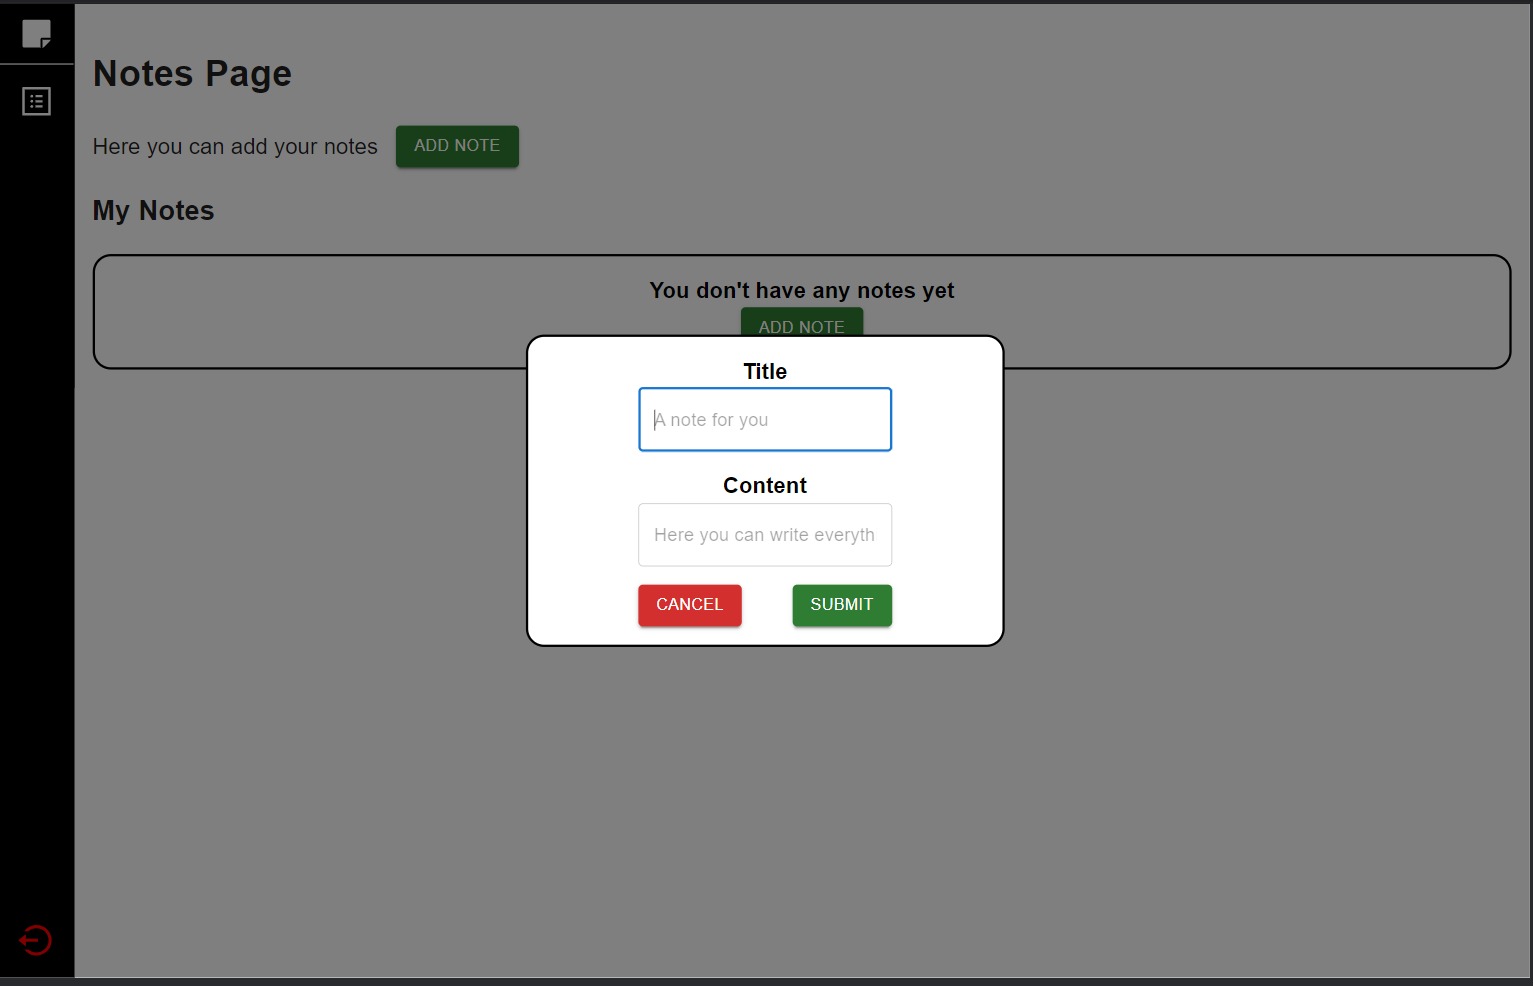 Notes Page
Here you can add your notes ADD NOTE
My Notes
You don't have any notes yet
ADD NOTE
Title
A note for you
Content
Here you can write everyth
CANCEL SUBMIT